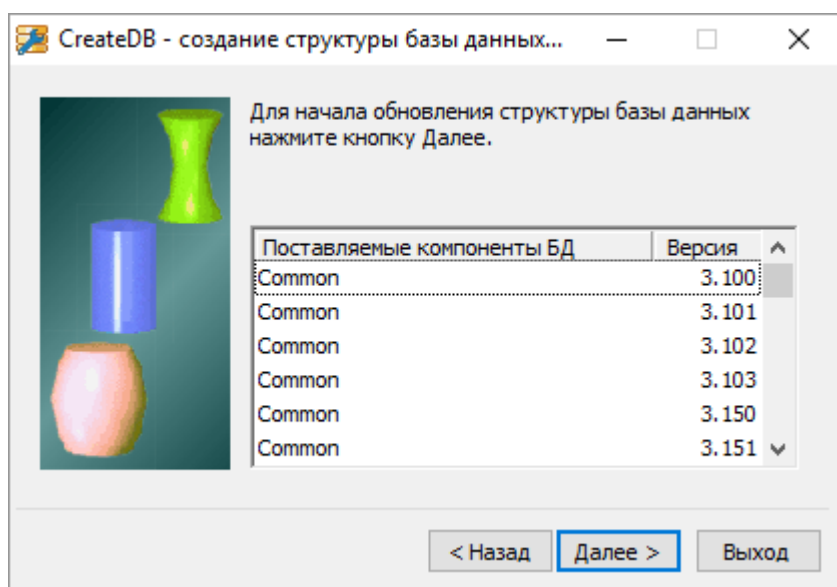 CreateDB - создание структуры базы данных...
Для начала обновления структуры базы данных
нажмите кнопку Далее.
Поставляемые компоненты БД Версия
Common 3.100
Common 3.101
Common 3.102
Common 3.103
Common 3.150
Common 3.151
< Назад Далее > Выход